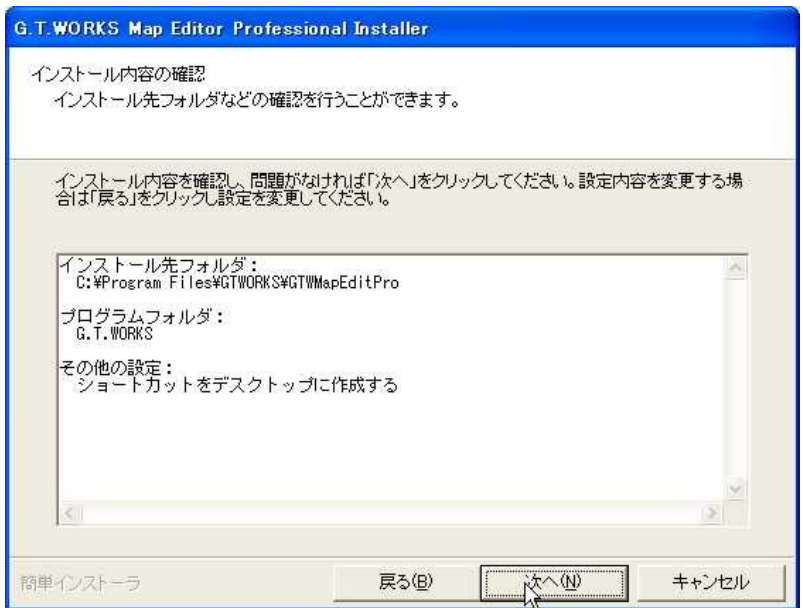 G.T.WORKS Map Editor Professional Installer
インストール内容の確認
インストール先フォルダなどの確認を行うことができます。
インストール内容を確認し、問題がなければ「次へ」をクリックしてください。設定内容を変更する場
合は「戻る」をクリックし設定を変更してください。
インストール先フォルダ：
C:¥Program Files¥GTWORKS¥GTWMapEditPro
プログラムフォルダ：
G.T.WORKS
その他の設定：
ショートカットをデスクトップに作成する
簡単インストーラ
戻る(B)
次へ(N)
キャンセル